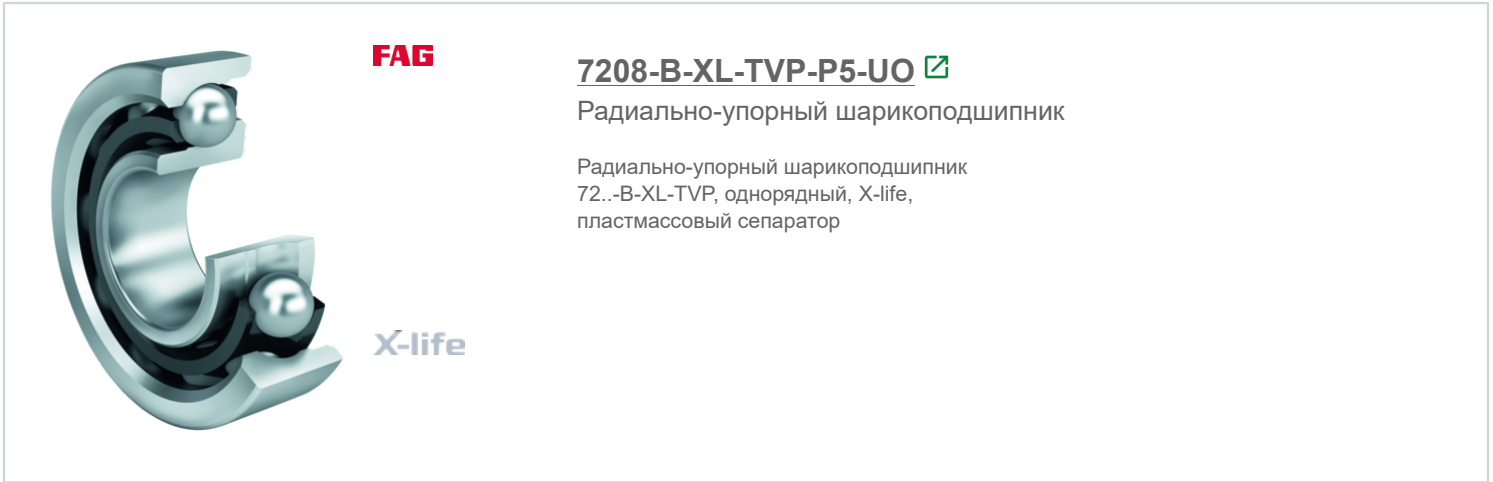 FAG
7208-B-XL-TVP-P5-UO
Радиально-упорный шарикоподшипник
Радиально-упорный шарикоподшипник
72..-B-XL-TVP, однорядный, X-life,
пластмассовый сепаратор
X-life